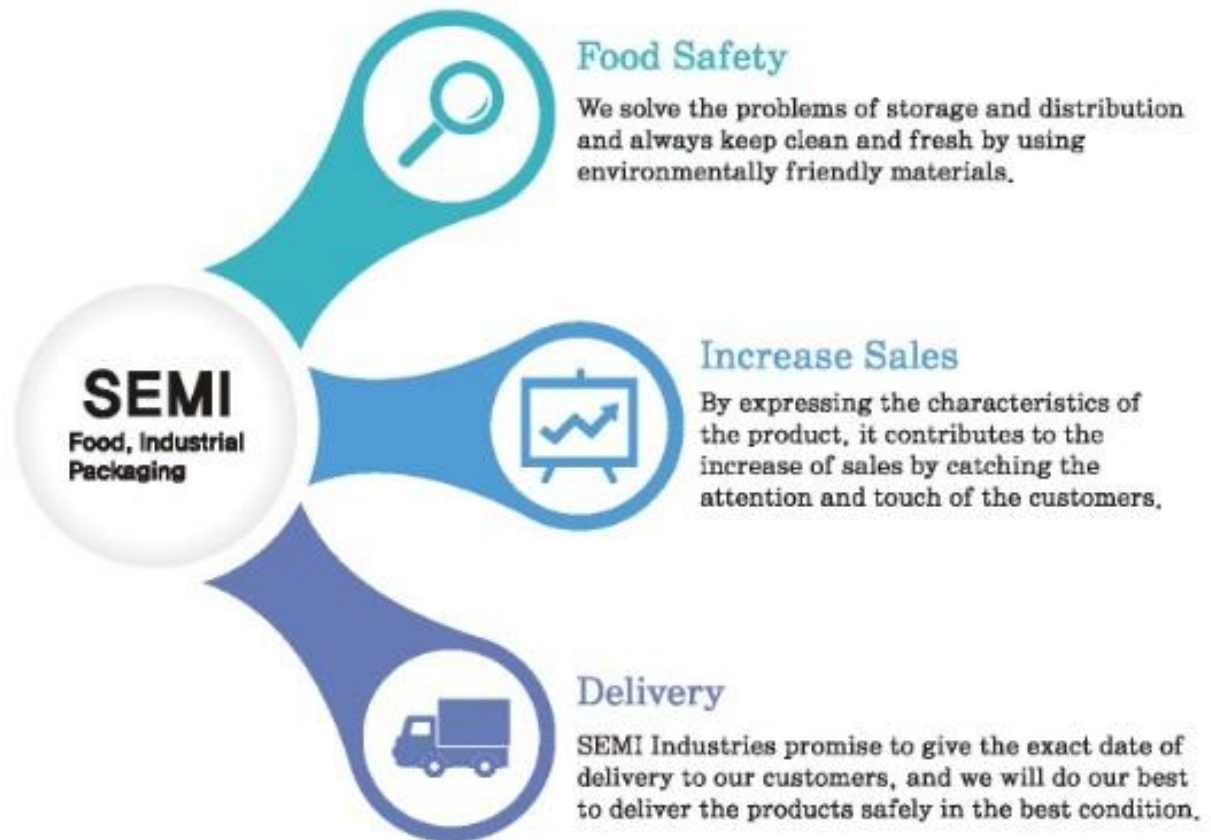 SEMI
Food, Industrial
Packaging
Food Safety
We solve the problems of storage and distribution
and always keep clean and fresh by using
environmentally friendly materials.
Increase Sales
By expressing the characteristics of
the product, it contributes to the
increase of sales by catching the
attention and touch of the customers.
Delivery
SEMI Industries promise to give the exact date of
delivery to our customers, and we will do our best
to deliver the products safely in the best condition.